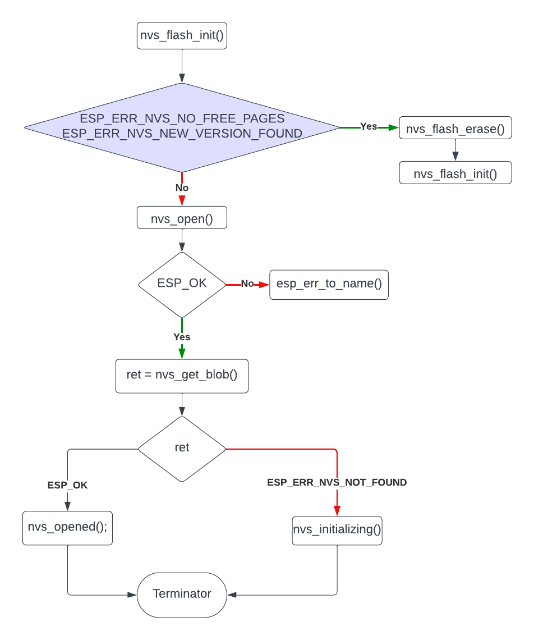 nvs_flash_init()
ESP_ERR_NVS_NO_FREE_PAGES
ESP_ERR_NVS_NEW_VERSION_FOUND
Yes
nvs_flash_erase()
nvs_flash_init()
No
nvs_open()
ESP_OK
No
esp_err_to_name()
Yes
ret = nvs_get_blob()
ret
ESP_OK
ESP_ERR_NVS_NOT_FOUND
nvs_opened();
nvs_initializing()
Terminator